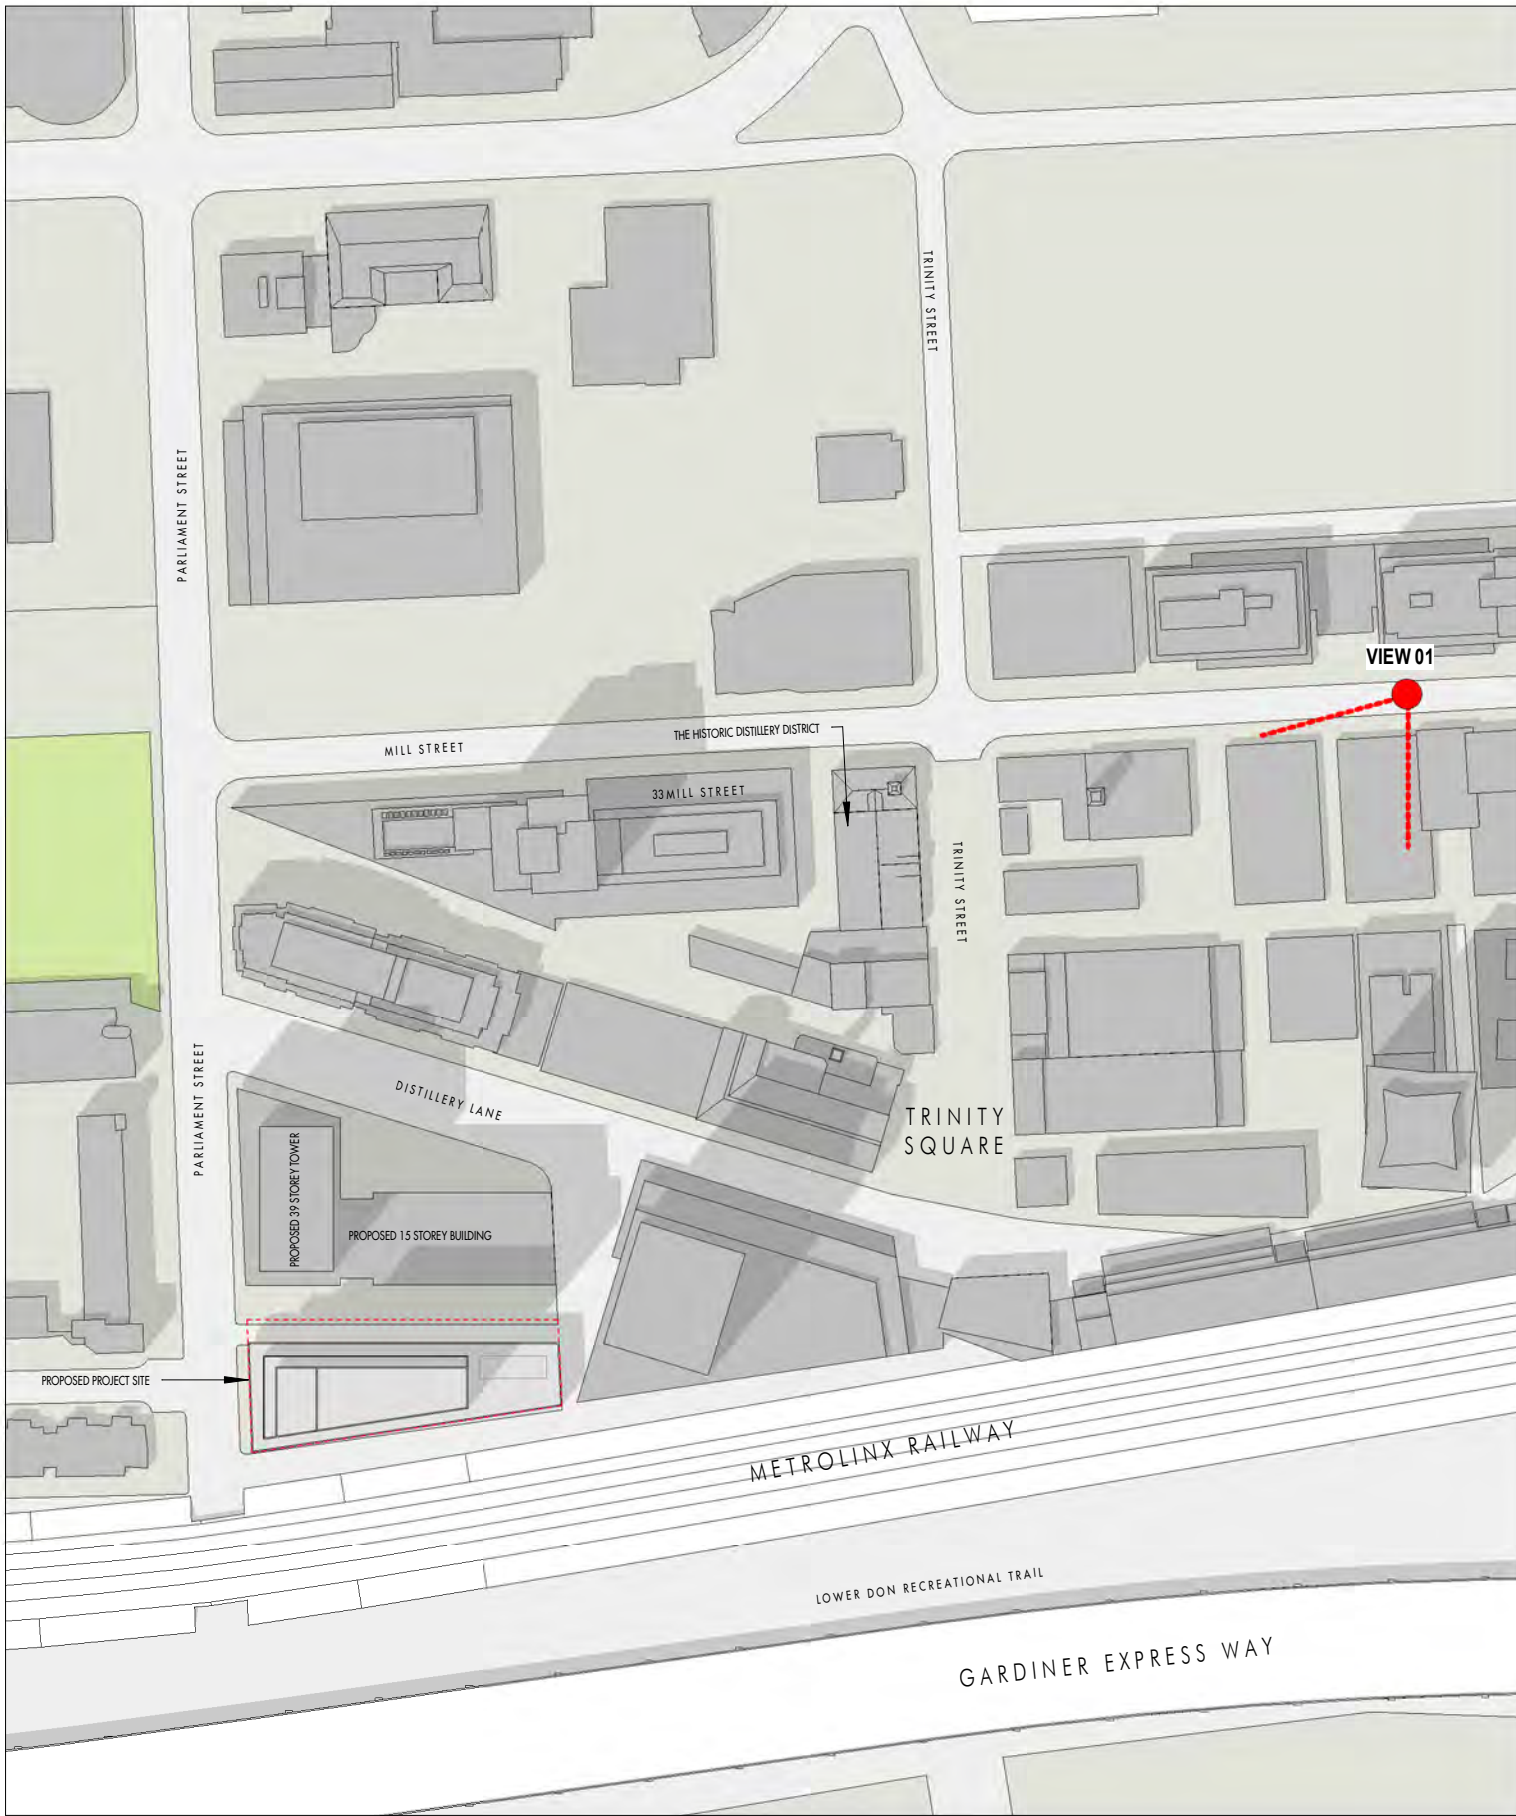 TRINITY STREET
PARLIAMENT STREET
VIEW 01
THE HISTORIC DISTILLERY DISTRICT
MILL STREET
33 MILL STREET
TRINITY STREET
PARLIAMENT STREET
DISTILLERY LANE
TRINITY
SQUARE
PROPOSED 39 STOREY TOWER
PROPOSED 15 STOREY BUILDING
PROPOSED PROJECT SITE
METROLINX RAILWAY
LOWER DON RECREATIONAL TRAIL
GARDINER EXPRESS WAY